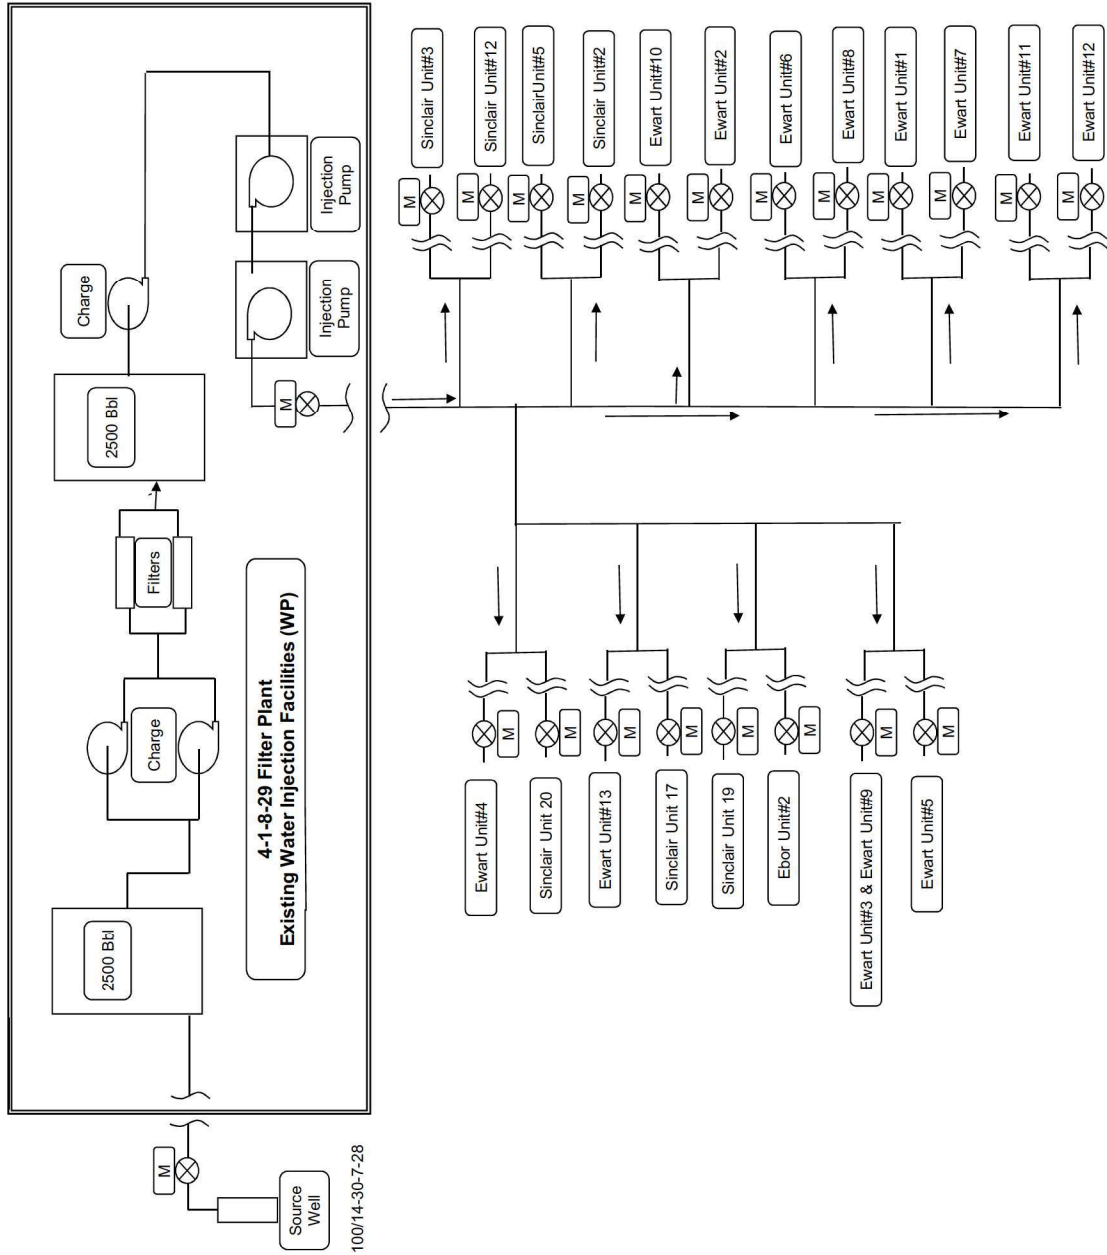 4-1-8-29 Filter Plant
Existing Water Injection Facilities (WP)
Source
Well
100/14-30-7-28
M
2500 Bbl
Charge
Filters
2500 Bbl
Charge
Injection
Pump
Injection
Pump
M
Sinclair Unit#3
M
Sinclair Unit#12
M
SinclairUnit#5
M
Sinclair Unit#2
M
Ewart Unit#10
M
Ewart Unit#2
M
Ewart Unit#6
M
Ewart Unit#8
M
Ewart Unit#1
M
Ewart Unit#7
M
Ewart Unit#11
M
Ewart Unit#12
M
Ewart Unit#4
M
Sinclair Unit 20
M
Ewart Unit#13
M
Sinclair Unit 17
M
Sinclair Unit 19
M
Ebor Unit#2
M
Ewart Unit#3 & Ewart Unit#9
M
Ewart Unit#5
M